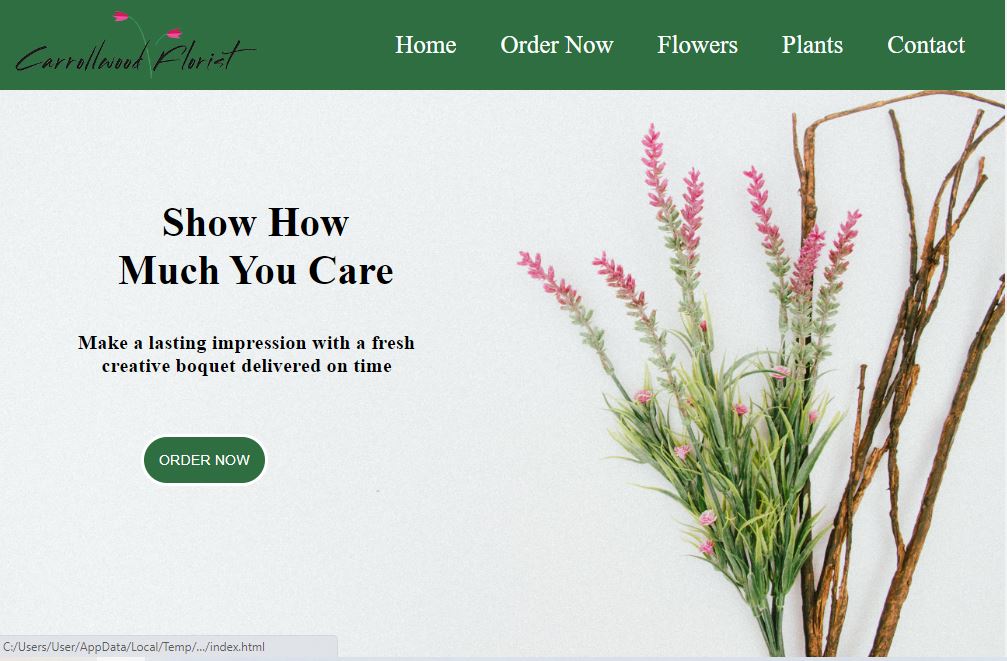 Carrollwood Florist
Home Order Now Flowers Plants Contact
Show How
Much You Care
Make a lasting impression with a fresh
creative boquet delivered on time
ORDER NOW
C:/Users/User/AppData/Local/Temp/.../index.html